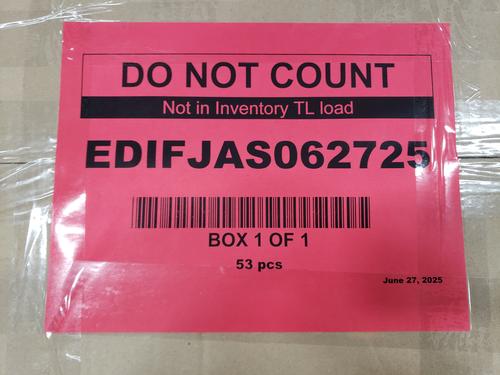 DO NOT COUNT
Not in Inventory TL load
EDIFJAS062725
BOX 1 OF 1
53 pcs
June 27, 2025